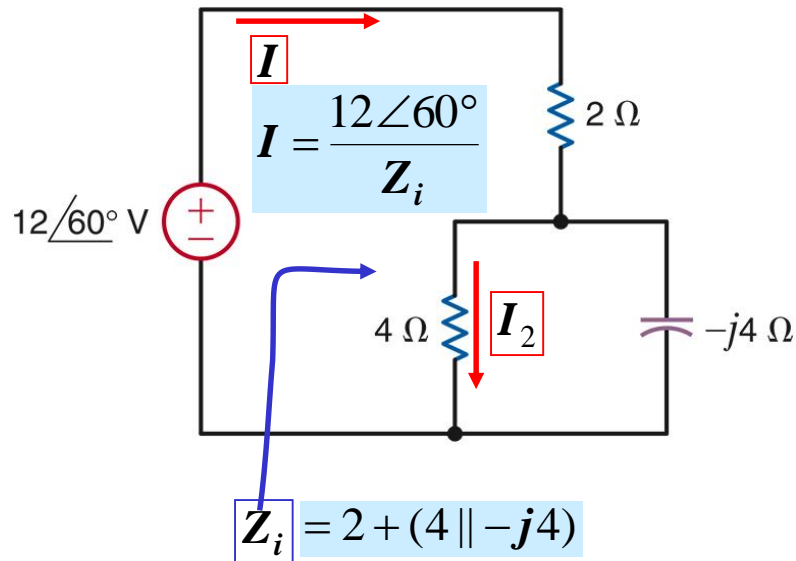 I
I = 12∠60° / Z_i
2 Ω
12∠60° V
+
−
4 Ω
I_2
−j4 Ω
Z_i = 2 + (4 || −j4)